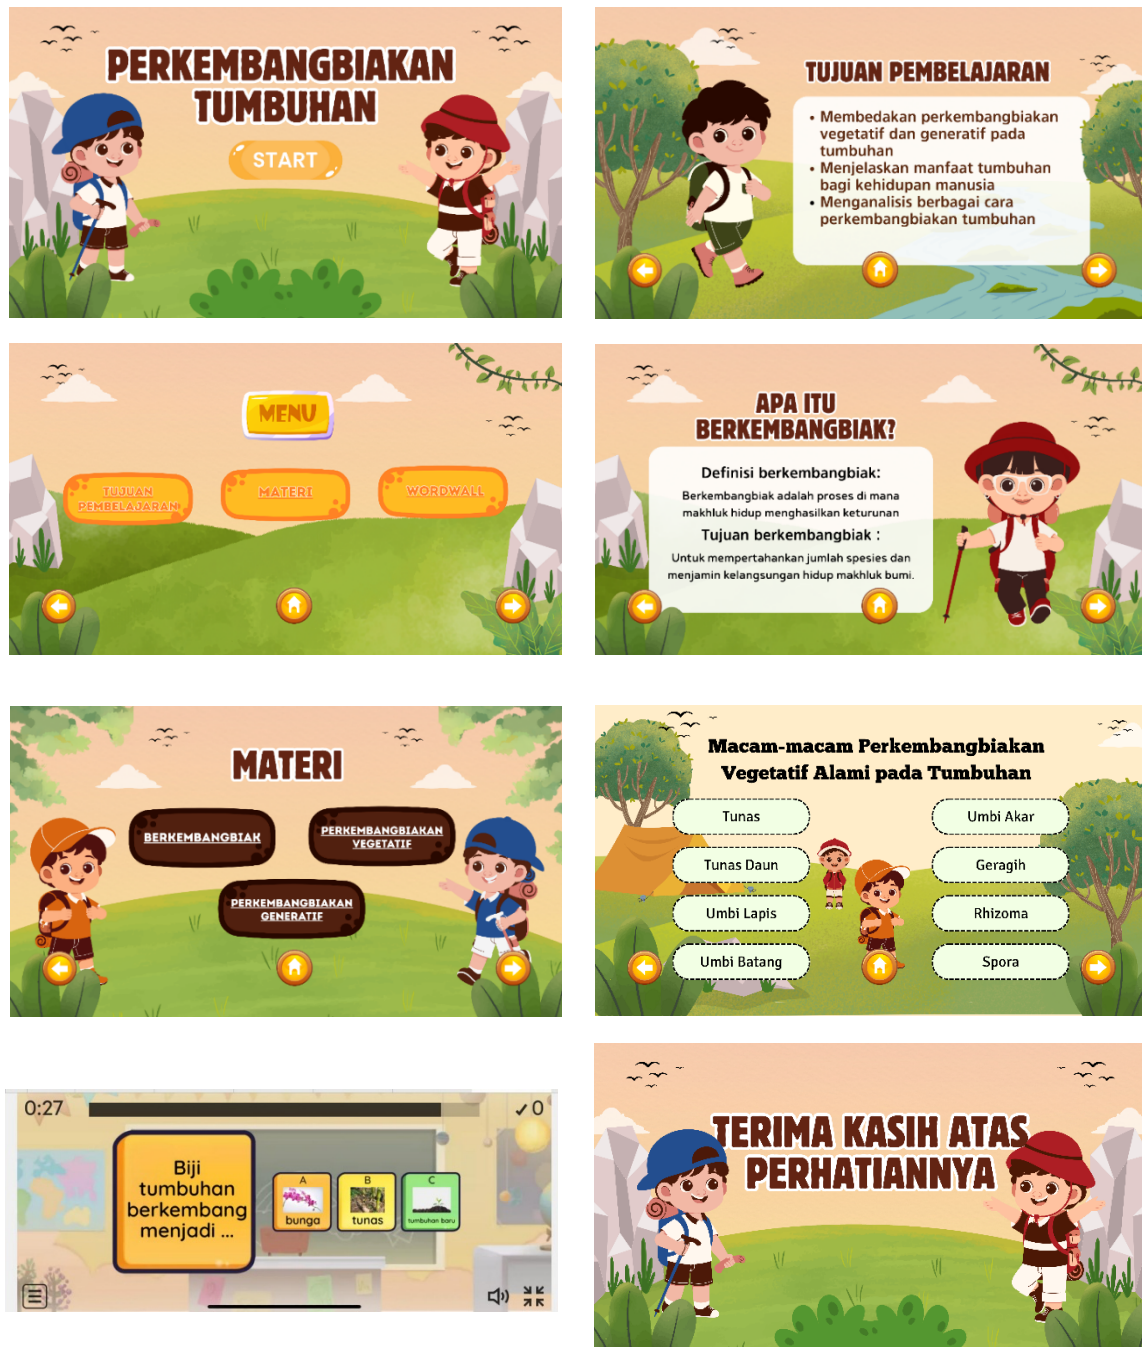 PERKEMBANGBIAKAN
TUMBUHAN
START
TUJUAN PEMBELAJARAN
• Membedakan perkembangbiakan
vegetatif dan generatif pada
tumbuhan
• Menjelaskan manfaat tumbuhan
bagi kehidupan manusia
• Menganalisis berbagai cara
perkembangbiakan tumbuhan
MENU
TUJUAN
PEMBELAJARAN
MATERI
WORDWALL
APA ITU
BERKEMBANGBIAK?
Definisi berkembangbiak:
Berkembangbiak adalah proses di mana
makhluk hidup menghasilkan keturunan
Tujuan berkembangbiak :
Untuk mempertahankan jumlah spesies dan
menjamin kelangsungan hidup makhluk bumi.
MATERI
BERKEMBANGBIAK
PERKEMBANGBIAKAN
VEGETATIF
PERKEMBANGBIAKAN
GENERATIF
Macam-macam Perkembangbiakan
Vegetatif Alami pada Tumbuhan
Tunas
Umbi Akar
Tunas Daun
Geragih
Umbi Lapis
Rhizoma
Umbi Batang
Spora
0:27
✓0
Biji
tumbuhan
berkembang
menjadi ...
A
bunga
B
tunas
C
tumbuhan baru
TERIMA KASIH ATAS
PERHATIANNYA